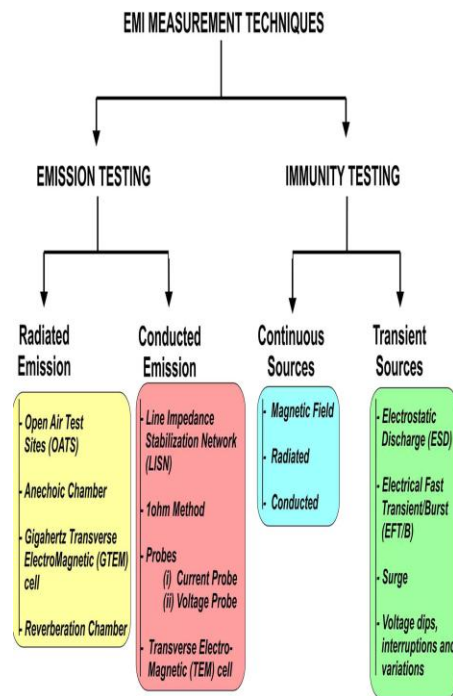 EMI MEASUREMENT TECHNIQUES
EMISSION TESTING
IMMUNITY TESTING
Radiated
Emission
- Open Air Test
Sites (OATS)
- Anechoic Chamber
- Gigahertz Transverse
ElectroMagnetic (GTEM)
cell
- Reverberation Chamber
Conducted
Emission
- Line Impedance
Stabilization Network
(LISN)
- 1ohm Method
- Probes
(i) Current Probe
(ii) Voltage Probe
- Transverse Electro-
Magnetic (TEM) cell
Continuous
Sources
- Magnetic Field
- Radiated
- Conducted
Transient
Sources
- Electrostatic
Discharge (ESD)
- Electrical Fast
Transient/Burst
(EFT/B)
- Surge
- Voltage dips,
interruptions and
variations